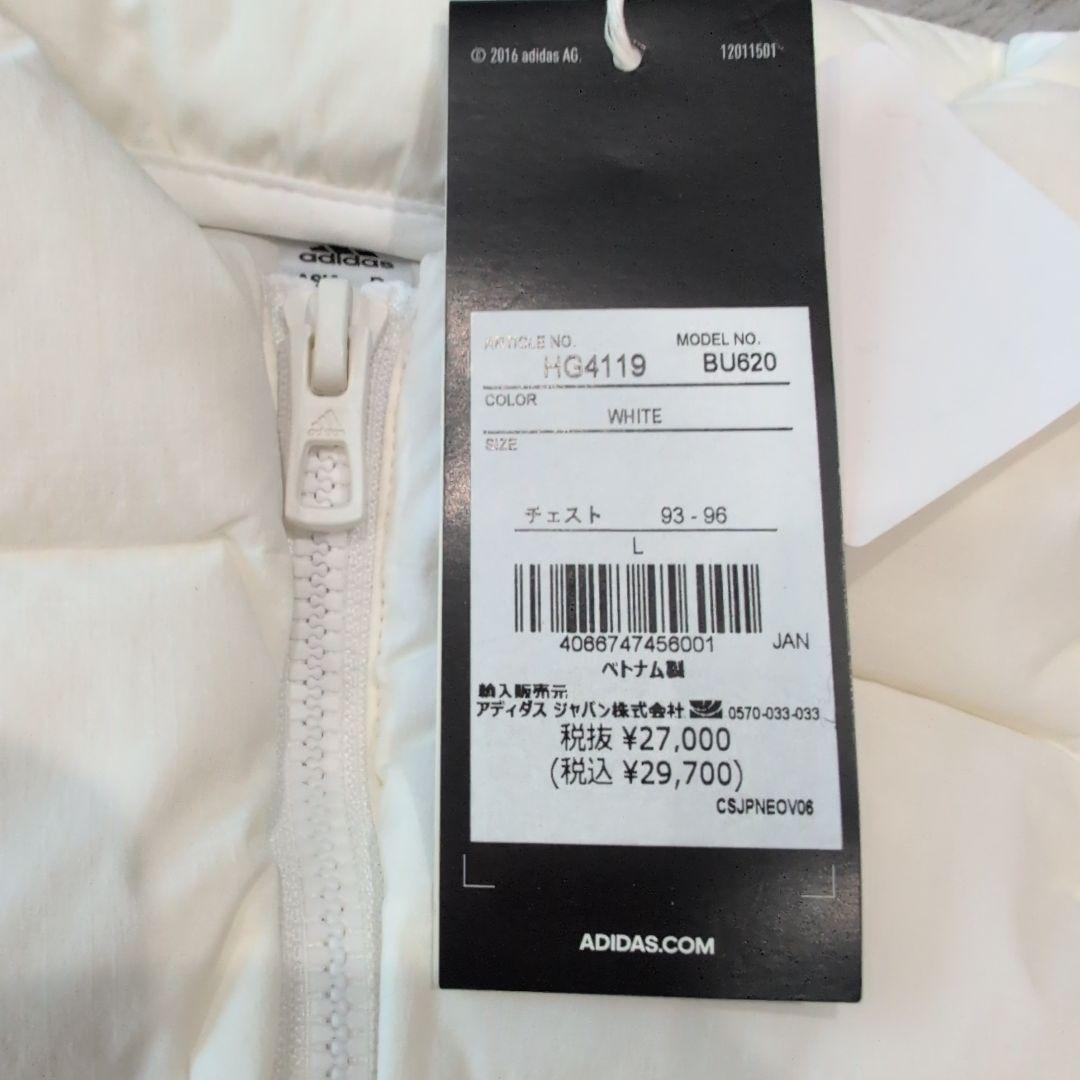 © 2016 adidas AG. 12011501
adidas
ARTICLE NO. MODEL NO.
HG4119 BU620
COLOR
WHITE
SIZE
チェスト 93 - 96
L
4066747456001 JAN
ベトナム製
輸入販売元
アディダス ジャパン株式会社 0570-033-033
税抜 ¥27,000
(税込 ¥29,700)
CSJPNEOV06
ADIDAS.COM